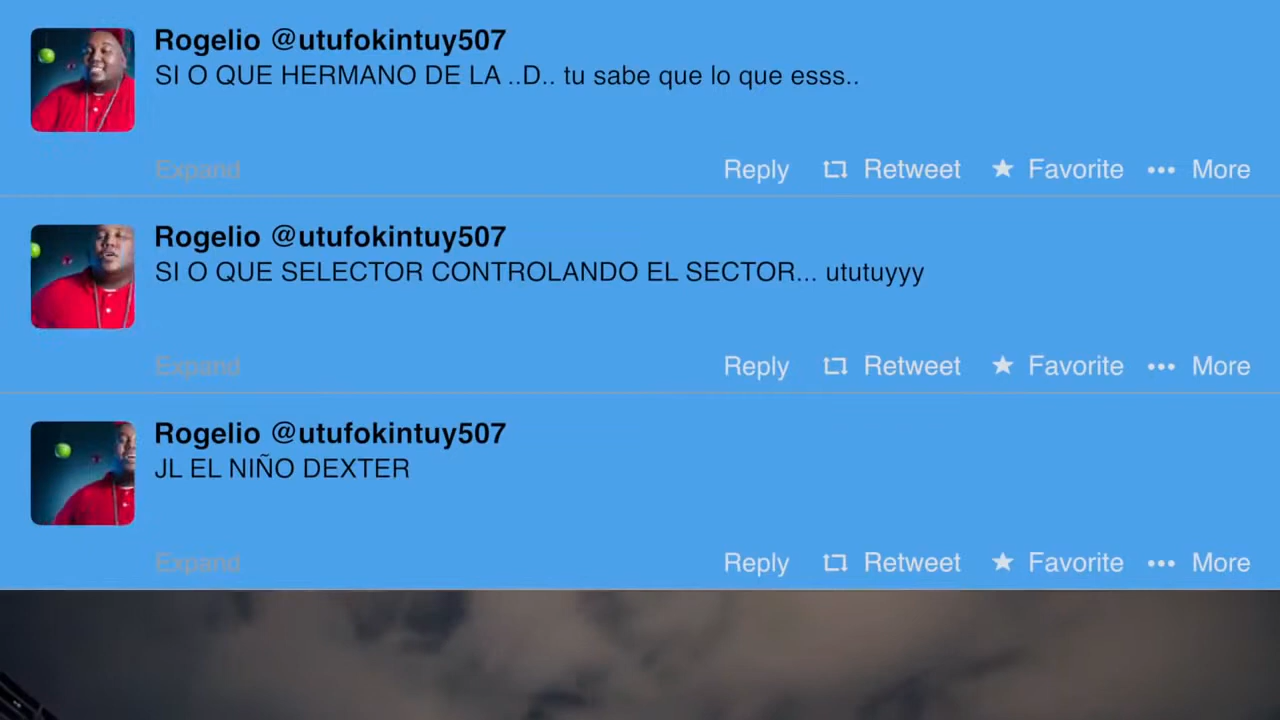 Rogelio @utufokintuy507
SI O QUE HERMANO DE LA ..D.. tu sabe que lo que esss..
Expand Reply Retweet Favorite More
Rogelio @utufokintuy507
SI O QUE SELECTOR CONTROLANDO EL SECTOR... ututuyyy
Expand Reply Retweet Favorite More
Rogelio @utufokintuy507
JL EL NIÑO DEXTER
Expand Reply Retweet Favorite More